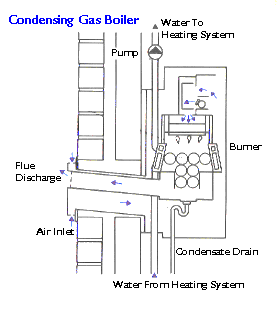 Condensing Gas Boiler
Water To
Heating System
Pump
Burner
Flue
Discharge
Air Inlet
Condensate Drain
Water From Heating System